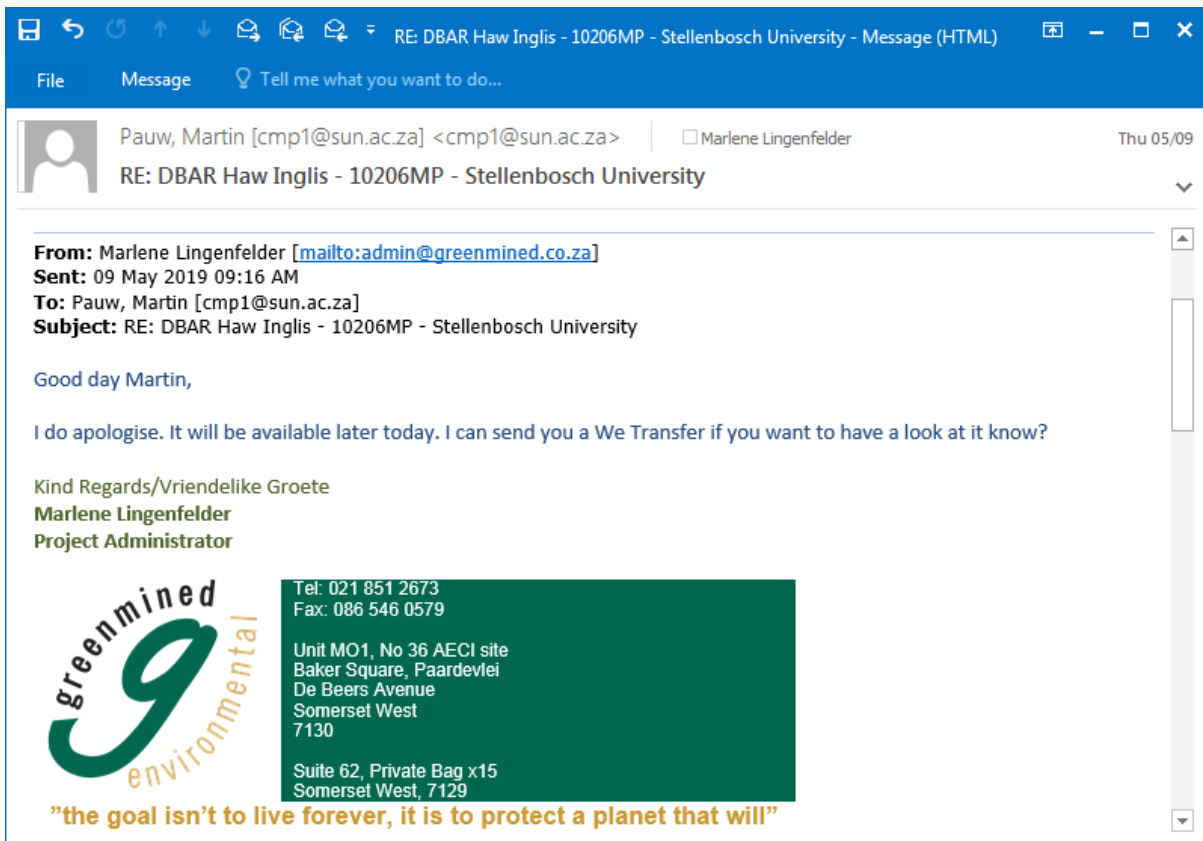 RE: DBAR Haw Inglis - 10206MP - Stellenbosch University - Message (HTML)
File Message Tell me what you want to do...
Pauw, Martin [cmp1@sun.ac.za] <cmp1@sun.ac.za> Marlene Lingenfelder Thu 05/09
RE: DBAR Haw Inglis - 10206MP - Stellenbosch University
From: Marlene Lingenfelder [mailto:admin@greenmined.co.za]
Sent: 09 May 2019 09:16 AM
To: Pauw, Martin [cmp1@sun.ac.za]
Subject: RE: DBAR Haw Inglis - 10206MP - Stellenbosch University
Good day Martin,
I do apologise. It will be available later today. I can send you a We Transfer if you want to have a look at it know?
Kind Regards/Vriendelike Groete
Marlene Lingenfelder
Project Administrator
greenmined
g
environmental
Tel: 021 851 2673
Fax: 086 546 0579
Unit MO1, No 36 AECI site
Baker Square, Paardevlei
De Beers Avenue
Somerset West
7130
Suite 62, Private Bag x15
Somerset West, 7129
"the goal isn't to live forever, it is to protect a planet that will"